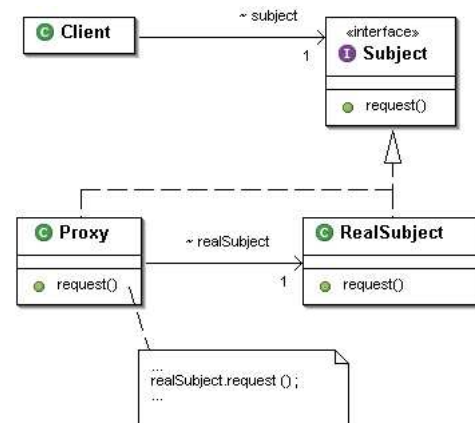 C Client
~ subject
1
«interface»
I Subject
request()
C Proxy
request()
~ realSubject
1
C RealSubject
request()
...
realSubject.request () ;
...